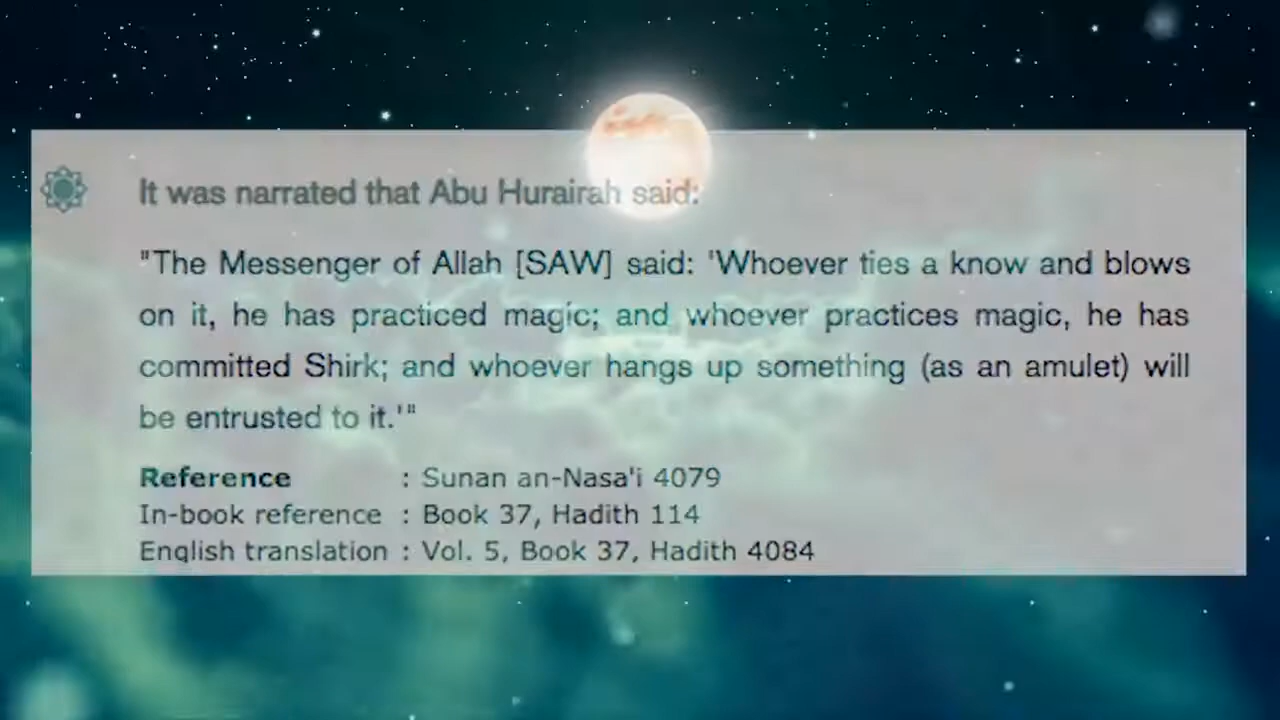 It was narrated that Abu Hurairah said:
"The Messenger of Allah [SAW] said: 'Whoever ties a know and blows
on it, he has practiced magic; and whoever practices magic, he has
committed Shirk; and whoever hangs up something (as an amulet) will
be entrusted to it.'"
Reference : Sunan an-Nasa'i 4079
In-book reference : Book 37, Hadith 114
English translation : Vol. 5, Book 37, Hadith 4084